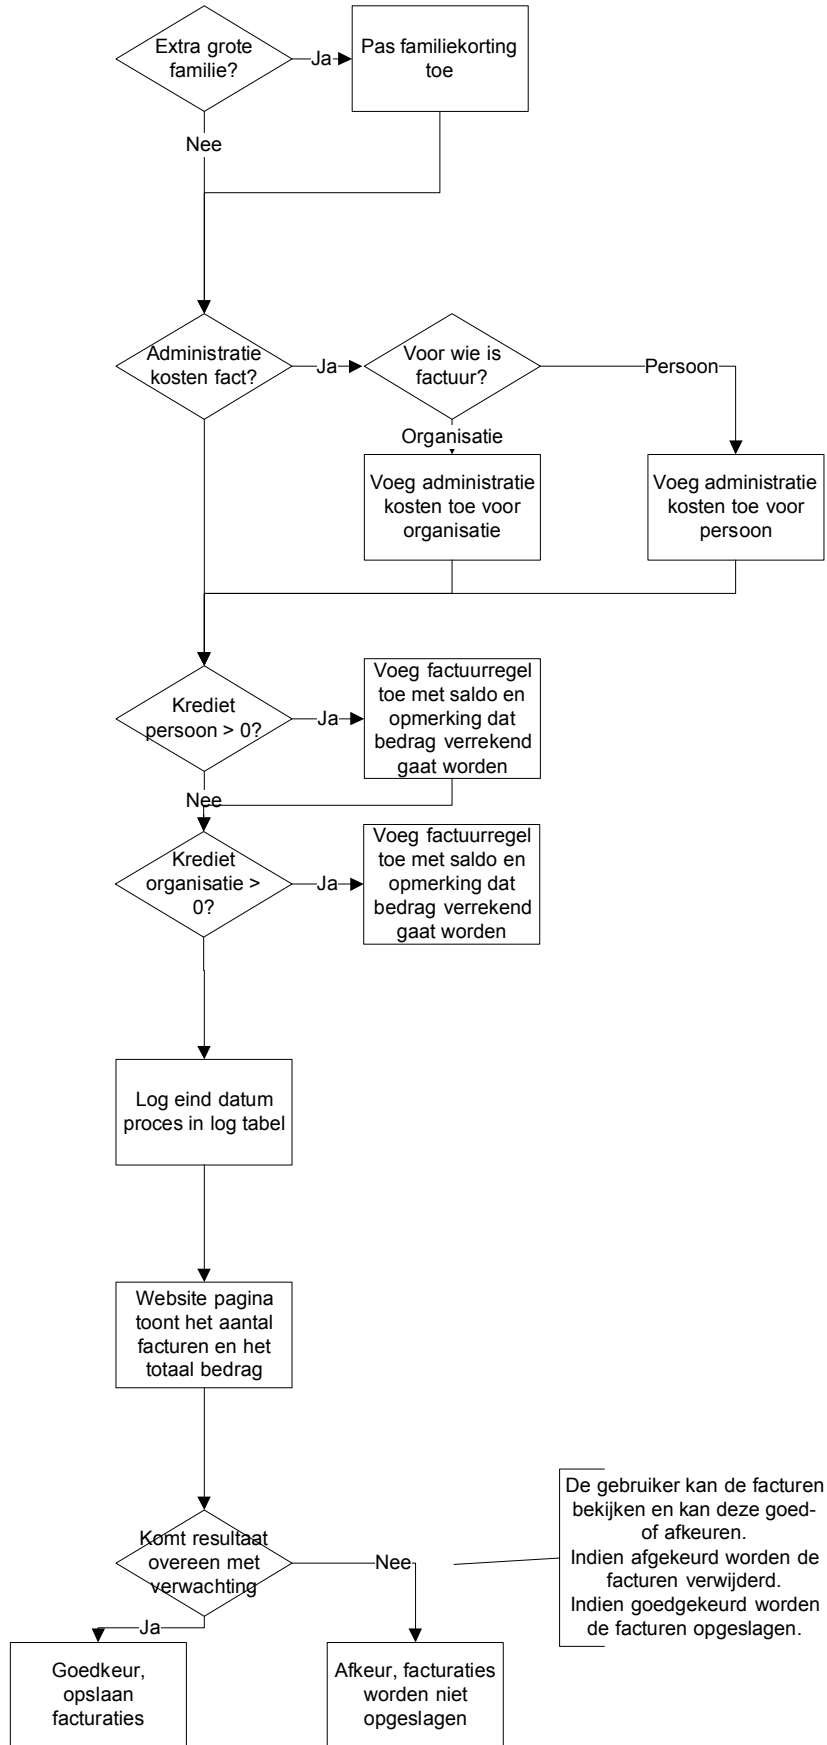 Extra grote
familie?
Ja
Pas familiekorting
toe
Nee
Administratie
kosten fact?
Ja
Voor wie is
factuur?
Persoon
Organisatie
Voeg administratie
kosten toe voor
organisatie
Voeg administratie
kosten toe voor
persoon
Krediet
persoon > 0?
Ja
Voeg factuurregel
toe met saldo en
opmerking dat
bedrag verrekend
gaat worden
Nee
Krediet
organisatie >
0?
Ja
Voeg factuurregel
toe met saldo en
opmerking dat
bedrag verrekend
gaat worden
Log eind datum
proces in log tabel
Website pagina
toont het aantal
facturen en het
totaal bedrag
Komt resultaat
overeen met
verwachting
Nee
De gebruiker kan de facturen
bekijken en kan deze goed-
of afkeuren.
Indien afgekeurd worden de
facturen verwijderd.
Indien goedgekeurd worden
de facturen opgeslagen.
Ja
Goedkeur,
opslaan
facturaties
Afkeur, facturaties
worden niet
opgeslagen